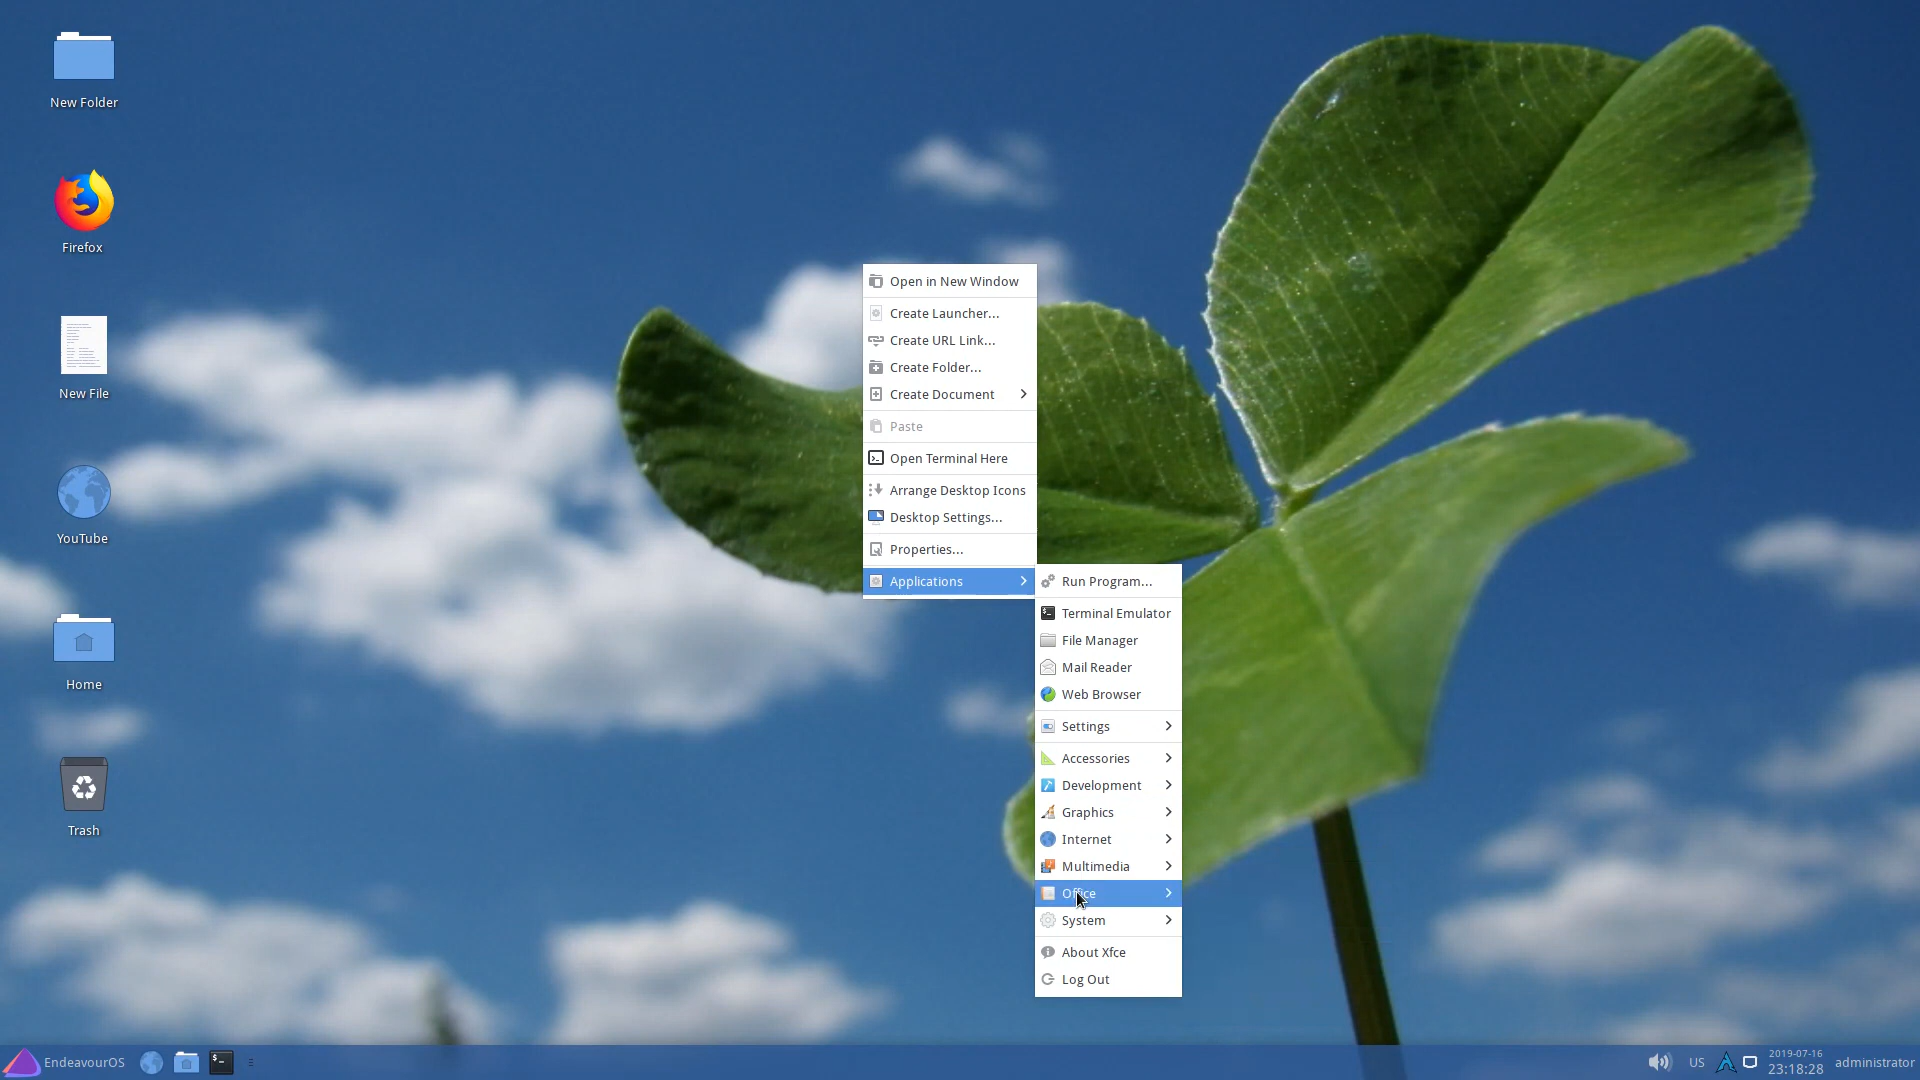 New Folder
Firefox
New File
YouTube
Home
Trash
Open in New Window
Create Launcher...
Create URL Link...
Create Folder...
Create Document
Paste
Open Terminal Here
Arrange Desktop Icons
Desktop Settings...
Properties...
Applications
Run Program...
Terminal Emulator
File Manager
Mail Reader
Web Browser
Settings
Accessories
Development
Graphics
Internet
Multimedia
Office
System
About Xfce
Log Out
EndeavourOS
US
2019-07-16
23:18:28
administrator